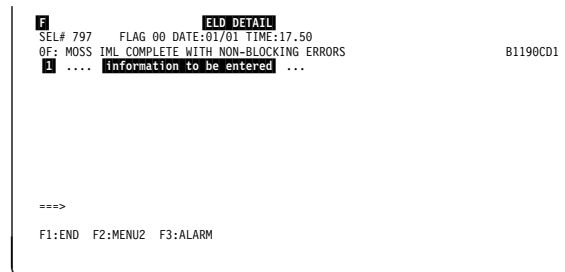 F ELD DETAIL
SEL# 797 FLAG 00 DATE:01/01 TIME:17.50
0F: MOSS IML COMPLETE WITH NON-BLOCKING ERRORS B1190CD1
1 .... information to be entered ...
===>
F1:END F2:MENU2 F3:ALARM